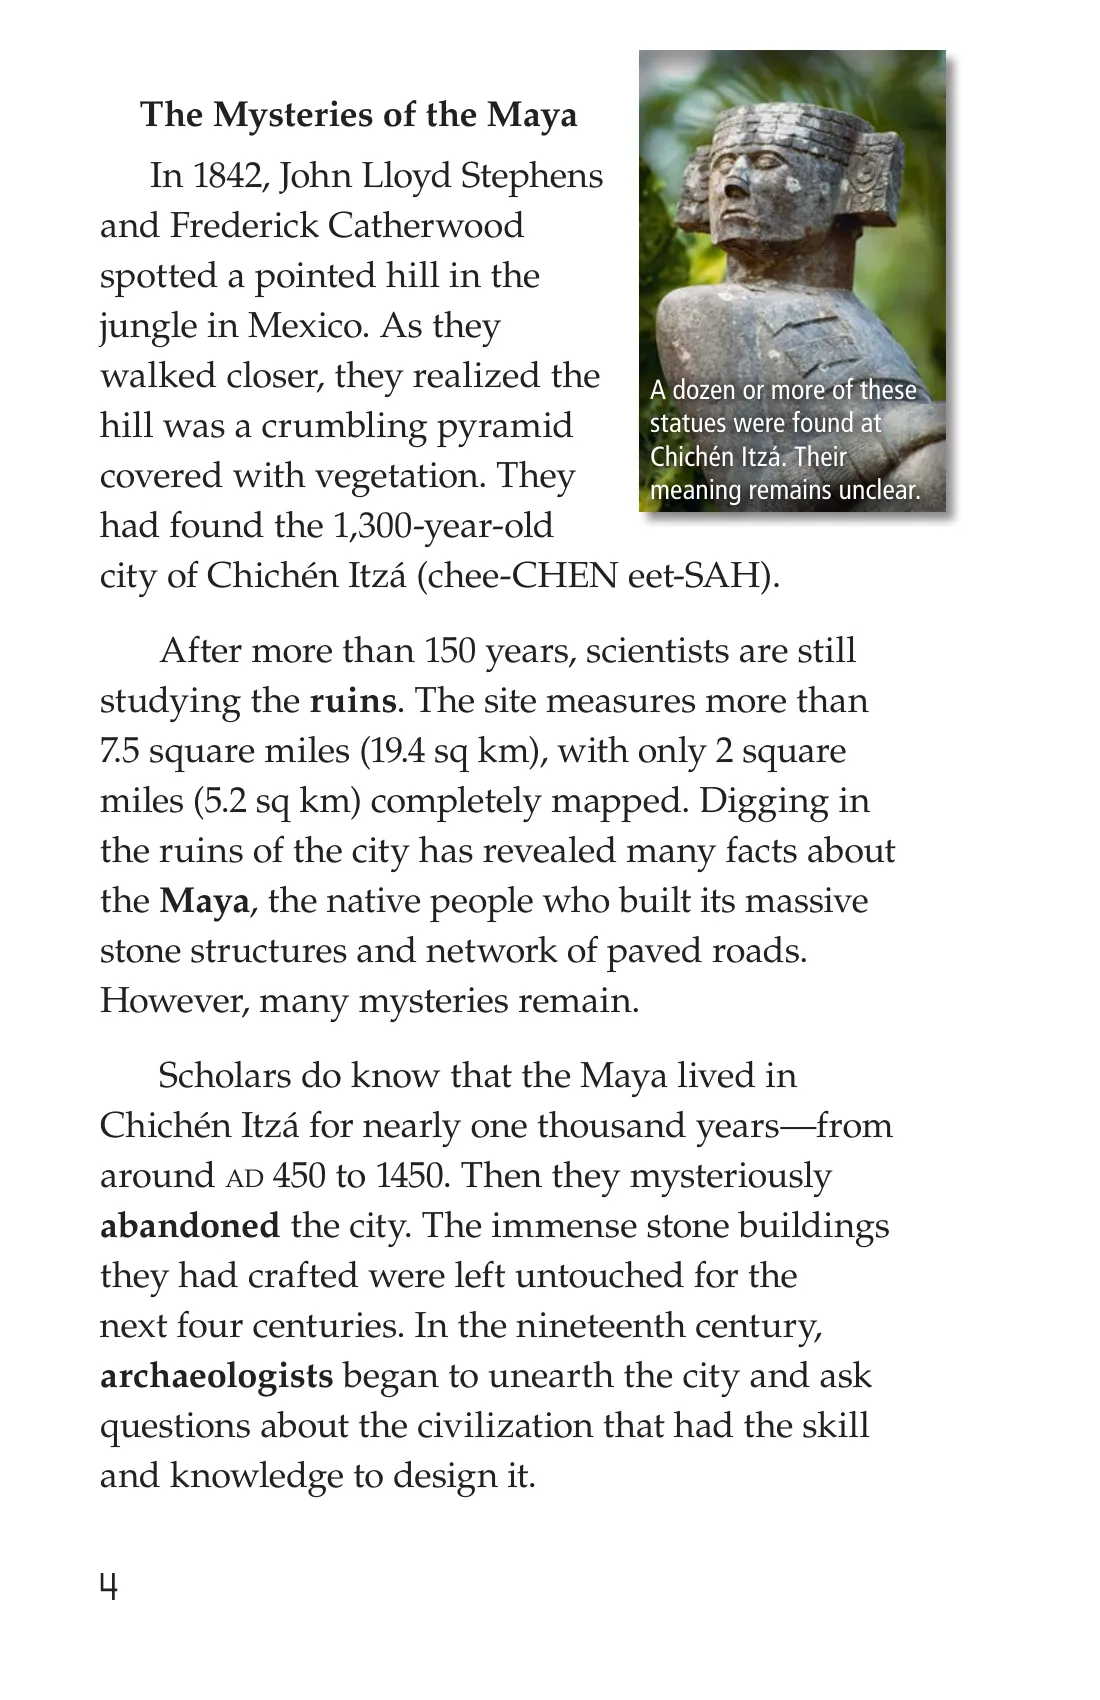 The Mysteries of the Maya
In 1842, John Lloyd Stephens
and Frederick Catherwood
spotted a pointed hill in the
jungle in Mexico. As they
walked closer, they realized the
hill was a crumbling pyramid
covered with vegetation. They
had found the 1,300-year-old
city of Chichén Itzá (chee-CHEN eet-SAH).
A dozen or more of these
statues were found at
Chichén Itzá. Their
meaning remains unclear.
After more than 150 years, scientists are still
studying the ruins. The site measures more than
7.5 square miles (19.4 sq km), with only 2 square
miles (5.2 sq km) completely mapped. Digging in
the ruins of the city has revealed many facts about
the Maya, the native people who built its massive
stone structures and network of paved roads.
However, many mysteries remain.
Scholars do know that the Maya lived in
Chichén Itzá for nearly one thousand years—from
around AD 450 to 1450. Then they mysteriously
abandoned the city. The immense stone buildings
they had crafted were left untouched for the
next four centuries. In the nineteenth century,
archaeologists began to unearth the city and ask
questions about the civilization that had the skill
and knowledge to design it.
4